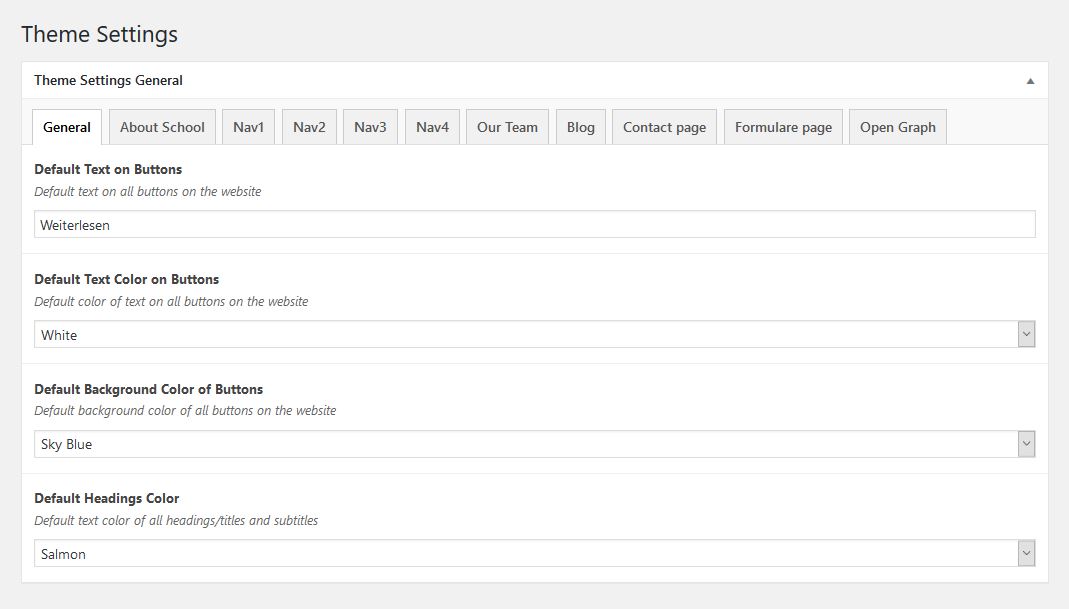 Theme Settings
Theme Settings General
General About School Nav1 Nav2 Nav3 Nav4 Our Team Blog Contact page Formulare page Open Graph
Default Text on Buttons
Default text on all buttons on the website
Weiterlesen
Default Text Color on Buttons
Default color of text on all buttons on the website
White
Default Background Color of Buttons
Default background color of all buttons on the website
Sky Blue
Default Headings Color
Default text color of all headings/titles and subtitles
Salmon